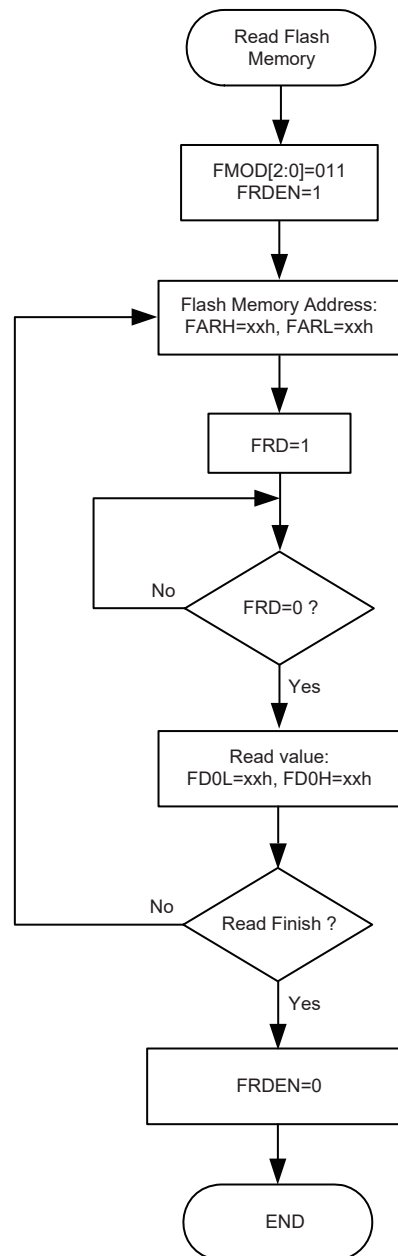 Read Flash
Memory
FMOD[2:0]=011
FRDEN=1
Flash Memory Address:
FARH=xxh, FARL=xxh
FRD=1
No
FRD=0 ?
Yes
Read value:
FD0L=xxh, FD0H=xxh
No
Read Finish ?
Yes
FRDEN=0
END